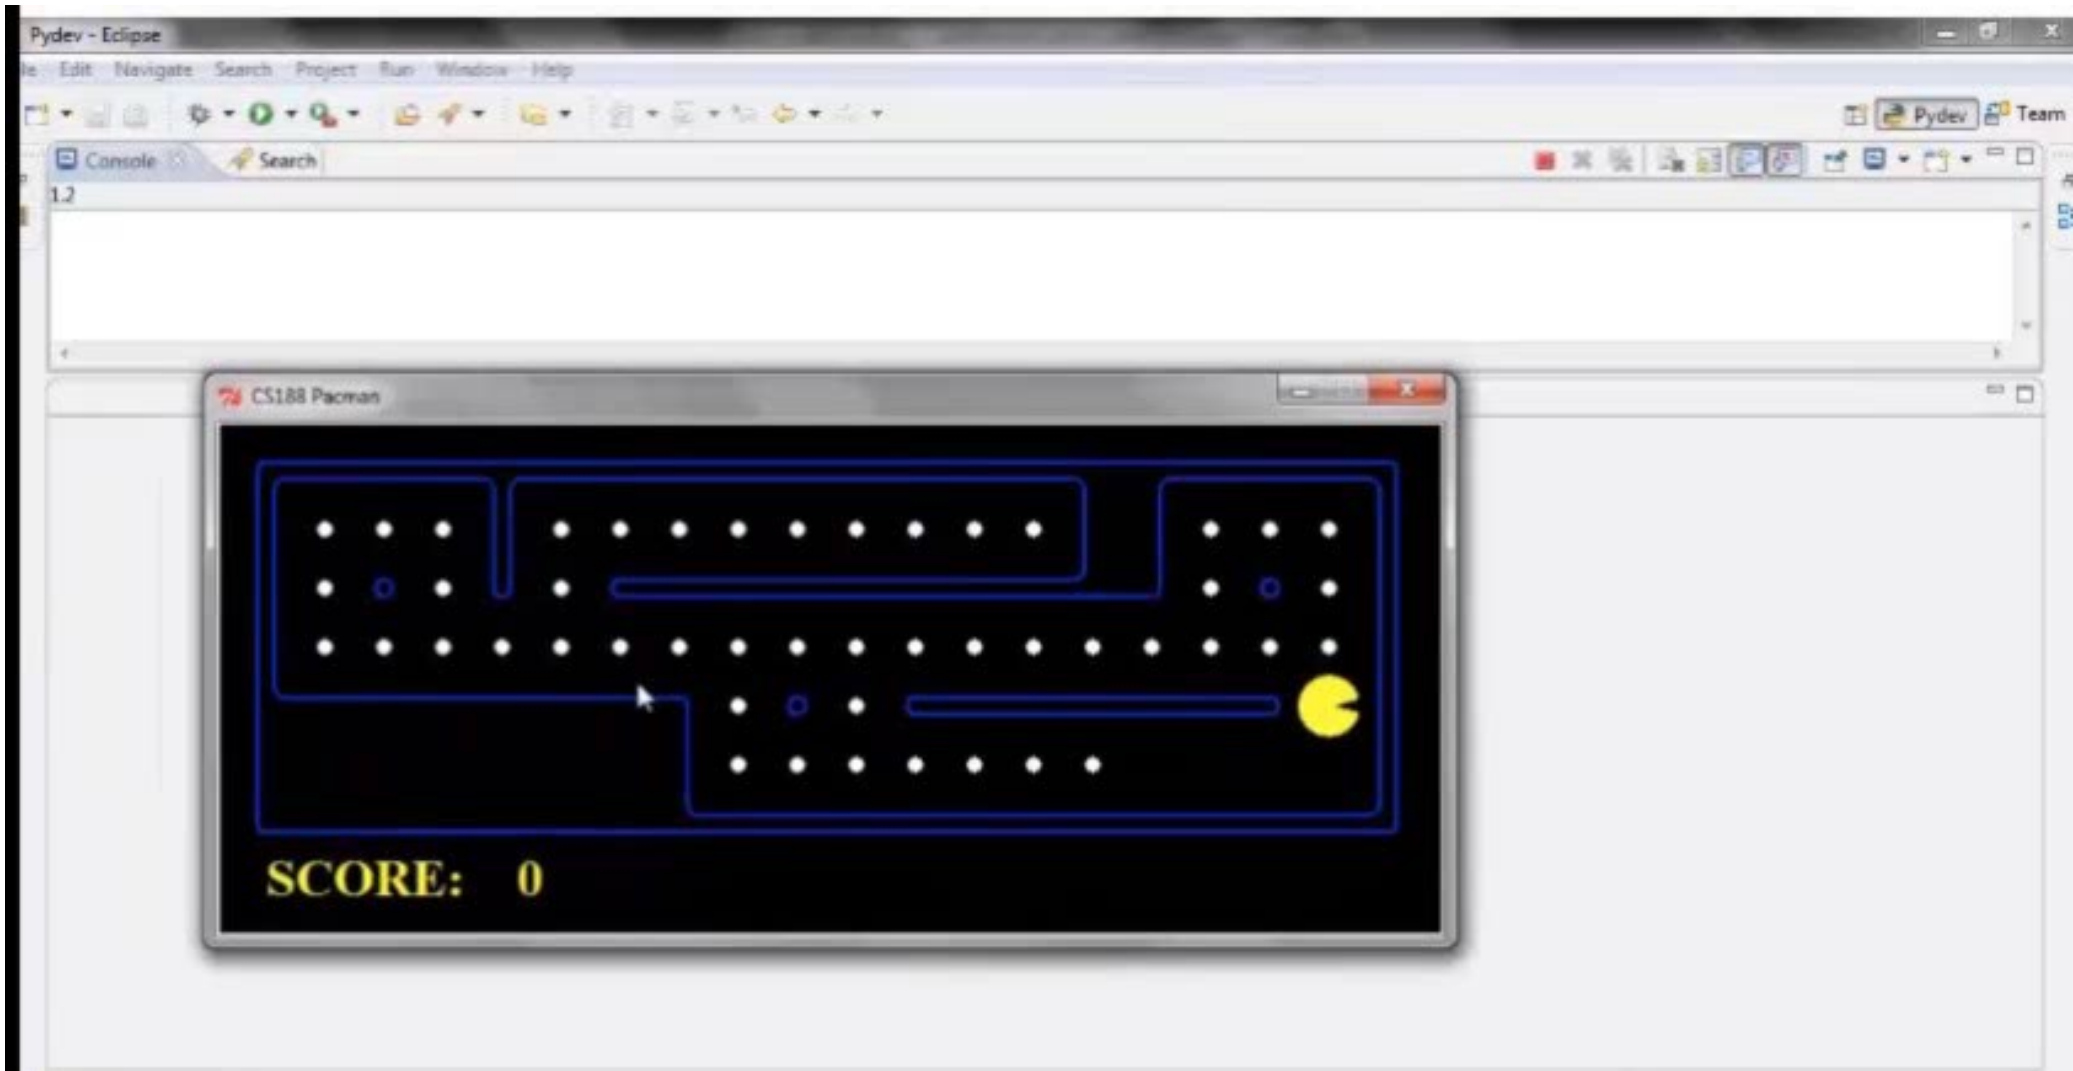 Pydev - Eclipse
le Edit Navigate Search Project Run Window Help
Pydev Team
Console Search
1.2
CS188 Pacman
SCORE: 0